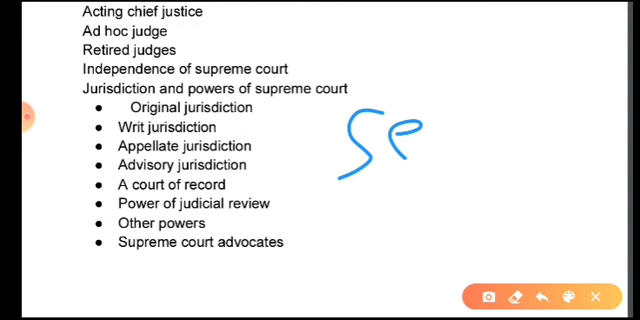 Acting chief justice
Ad hoc judge
Retired judges
Independence of supreme court
Jurisdiction and powers of supreme court
● Original jurisdiction
● Writ jurisdiction
● Appellate jurisdiction
● Advisory jurisdiction
● A court of record
● Power of judicial review
● Other powers
● Supreme court advocates